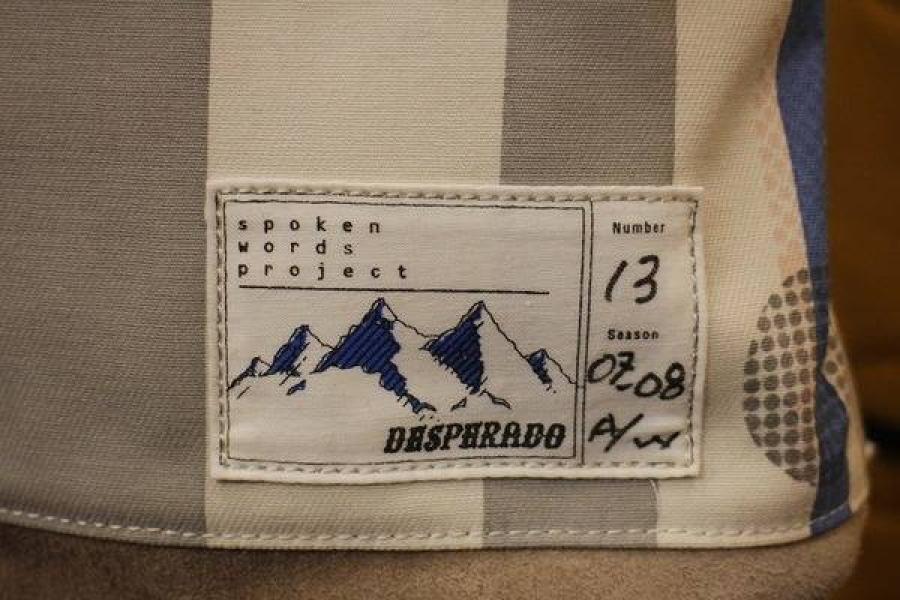 spoken
words
project
DESPERADO
Number
13
Season
07-08
A/W